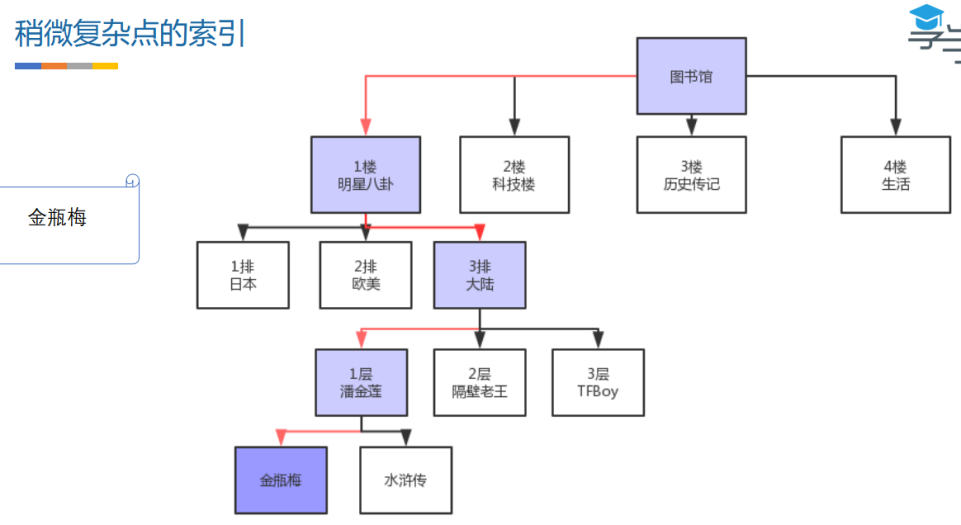 稍微复杂点的索引
图书馆
1楼
明星八卦
2楼
科技楼
3楼
历史传记
4楼
生活
金瓶梅
1排
日本
2排
欧美
3排
大陆
1层
潘金莲
2层
隔壁老王
3层
TFBoy
金瓶梅
水浒传